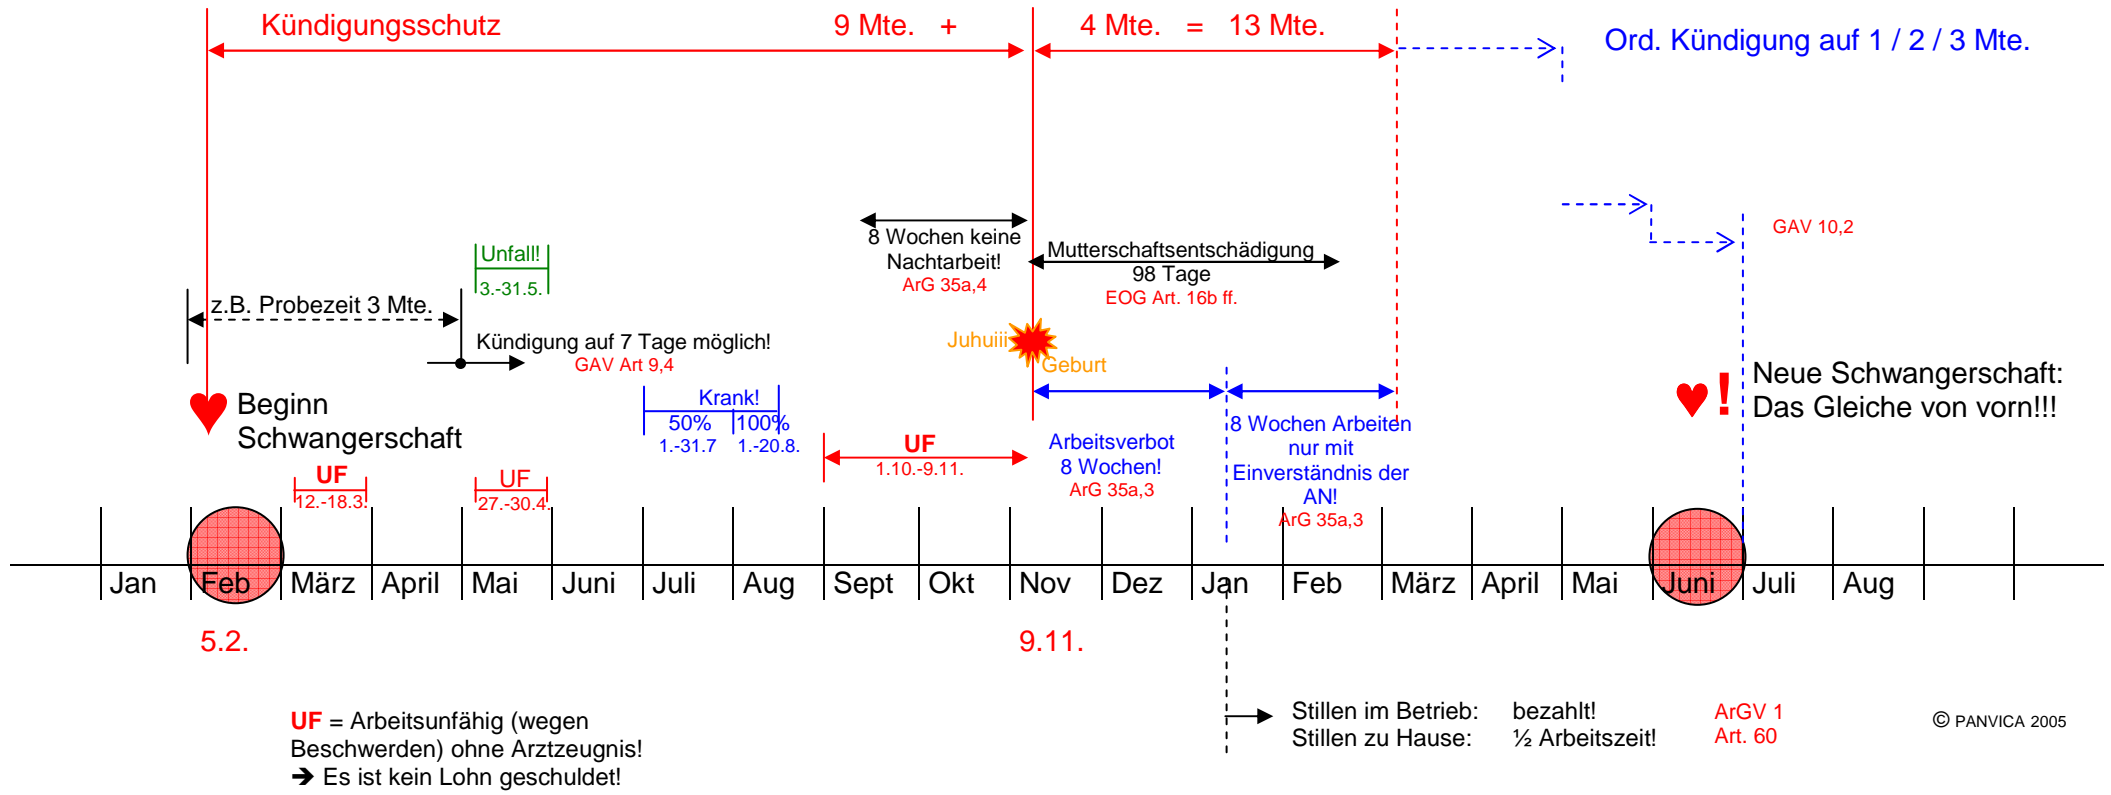 Kündigungsschutz
9 Mte. + 4 Mte. = 13 Mte.
Ord. Kündigung auf 1 / 2 / 3 Mte.
GAV 10,2
8 Wochen keine
Nachtarbeit!
ArG 35a,4
Mutterschaftsentschädigung
98 Tage
EOG Art. 16b ff.
Unfall!
3.-31.5.
z.B. Probezeit 3 Mte.
Kündigung auf 7 Tage möglich!
GAV Art 9,4
Juhuiii
Geburt
Beginn
Schwangerschaft
Krank!
50% 100%
1.-31.7 1.-20.8.
Neue Schwangerschaft:
Das Gleiche von vorn!!!
!
UF
12.-18.3.
UF
27.-30.4.
UF
1.10.-9.11.
Arbeitsverbot
8 Wochen!
ArG 35a,3
8 Wochen Arbeiten
nur mit
Einverständnis der
AN!
ArG 35a,3
Jan Feb März April Mai Juni Juli Aug Sept Okt Nov Dez Jan Feb März April Mai Juni Juli Aug
5.2.
9.11.
UF = Arbeitsunfähig (wegen
Beschwerden) ohne Arztzeugnis!
➔ Es ist kein Lohn geschuldet!
Stillen im Betrieb: bezahlt! ArGV 1
Stillen zu Hause: ½ Arbeitszeit! Art. 60
© PANVICA 2005